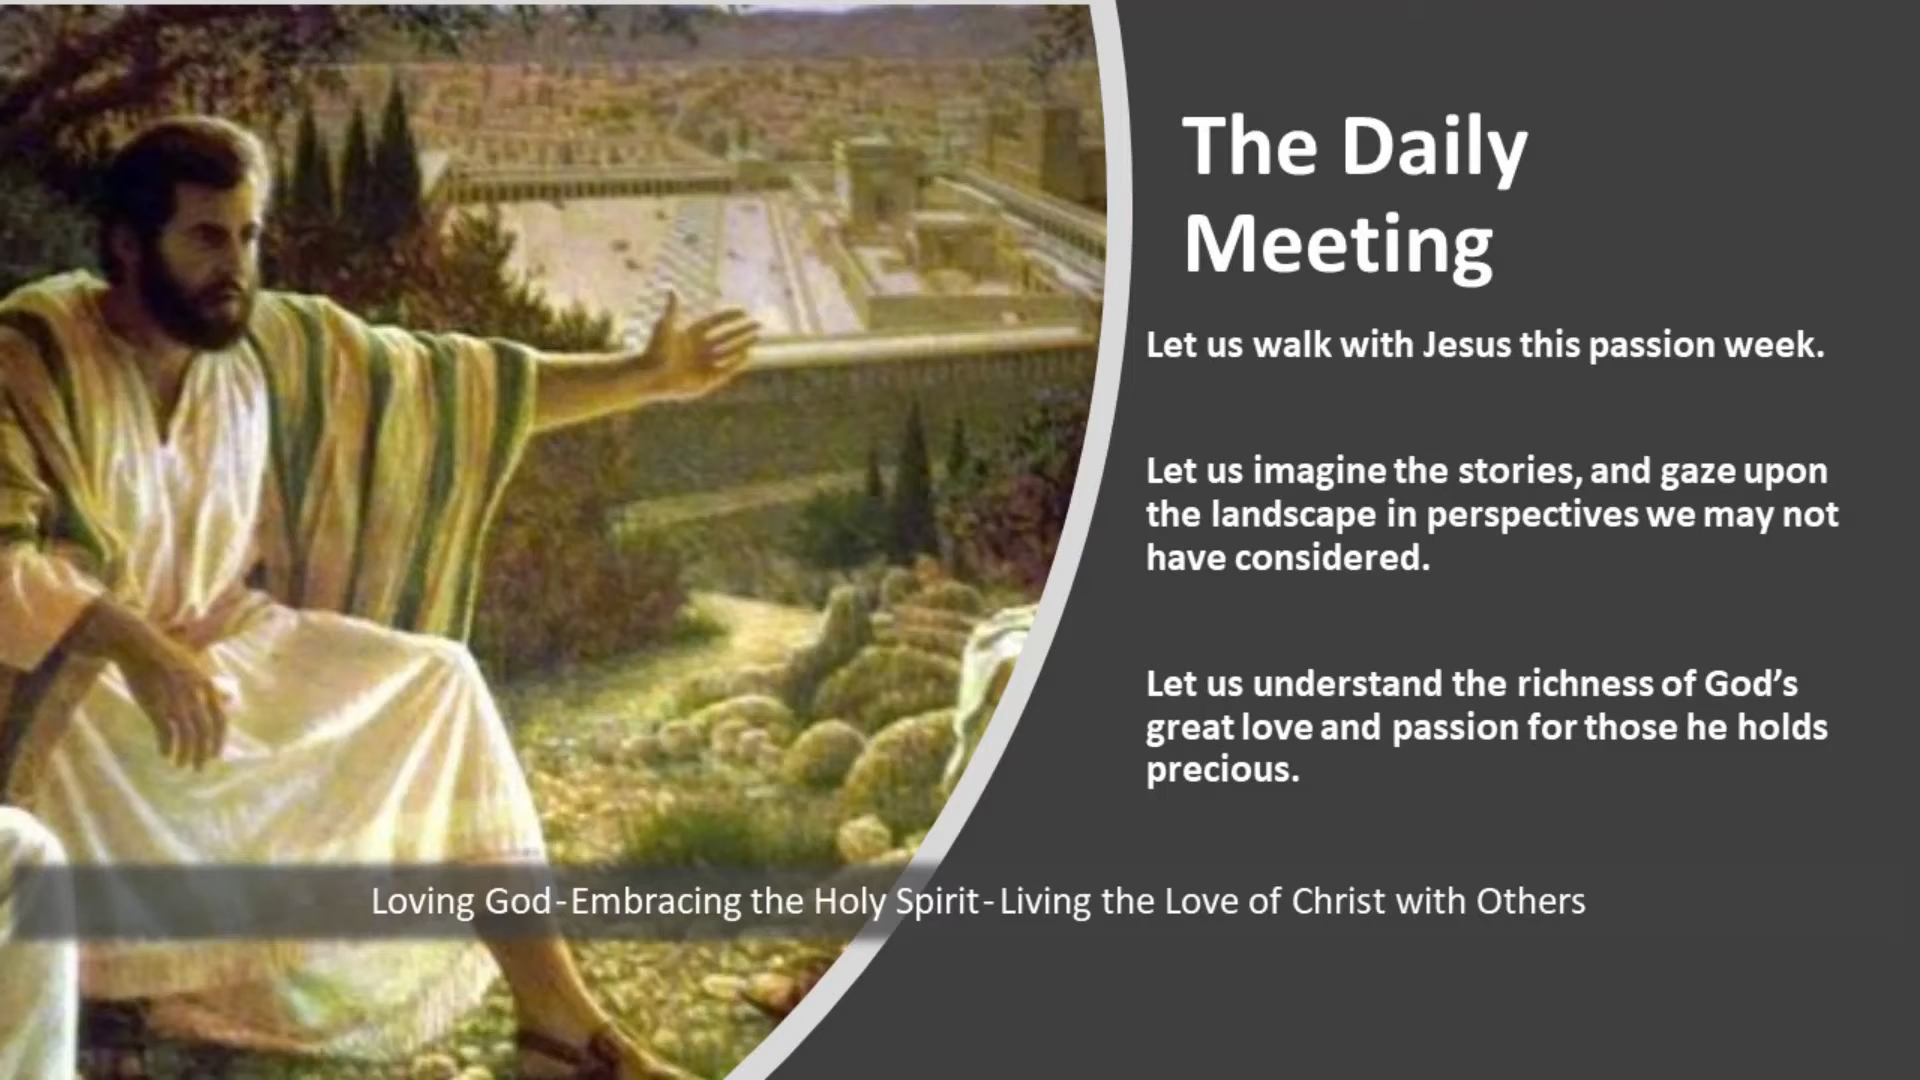 The Daily
Meeting
Let us walk with Jesus this passion week.
Let us imagine the stories, and gaze upon
the landscape in perspectives we may not
have considered.
Let us understand the richness of God’s
great love and passion for those he holds
precious.
Loving God-Embracing the Holy Spirit-Living the Love of Christ with Others